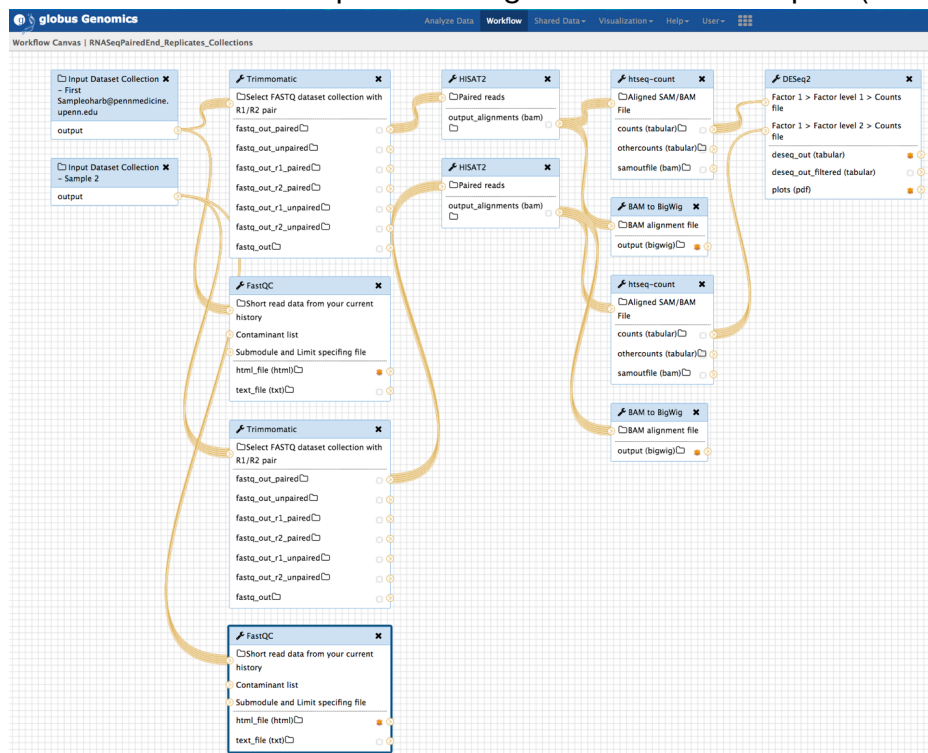 globus Genomics
Analyze Data Workflow Shared Data Visualization Help User
Workflow Canvas | RNASeqPairedEnd_Replicates_Collections
Input Dataset Collection
- First
Sampleoharb@pennmedicine.
upenn.edu
output
Input Dataset Collection
- Sample 2
output
Trimmomatic
Select FASTQ dataset collection with
R1/R2 pair
fastq_out_paired
fastq_out_unpaired
fastq_out_r1_paired
fastq_out_r2_paired
fastq_out_r1_unpaired
fastq_out_r2_unpaired
fastq_out
FastQC
Short read data from your current
history
Contaminant list
Submodule and Limit specifing file
html_file (html)
text_file (txt)
Trimmomatic
Select FASTQ dataset collection with
R1/R2 pair
fastq_out_paired
fastq_out_unpaired
fastq_out_r1_paired
fastq_out_r2_paired
fastq_out_r1_unpaired
fastq_out_r2_unpaired
fastq_out
FastQC
Short read data from your current
history
Contaminant list
Submodule and Limit specifing file
html_file (html)
text_file (txt)
HISAT2
Paired reads
output_alignments (bam)
HISAT2
Paired reads
output_alignments (bam)
htseq-count
Aligned SAM/BAM
File
counts (tabular)
othercounts (tabular)
samoutfile (bam)
BAM to BigWig
BAM alignment file
output (bigwig)
htseq-count
Aligned SAM/BAM
File
counts (tabular)
othercounts (tabular)
samoutfile (bam)
BAM to BigWig
BAM alignment file
output (bigwig)
DESeq2
Factor 1 > Factor level 1 > Counts
file
Factor 1 > Factor level 2 > Counts
file
deseq_out (tabular)
deseq_out_filtered (tabular)
plots (pdf)